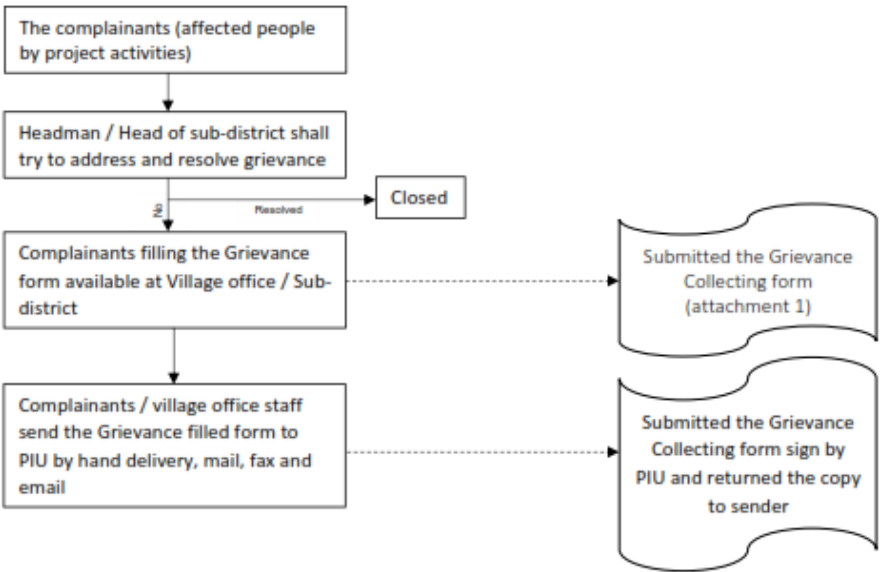 The complainants (affected people
by project activities)
Headman / Head of sub-district shall
try to address and resolve grievance
No
Resolved
Closed
Complainants filling the Grievance
form available at Village office / Sub-
district
Submitted the Grievance
Collecting form
(attachment 1)
Complainants / village office staff
send the Grievance filled form to
PIU by hand delivery, mail, fax and
email
Submitted the Grievance
Collecting form sign by
PIU and returned the copy
to sender